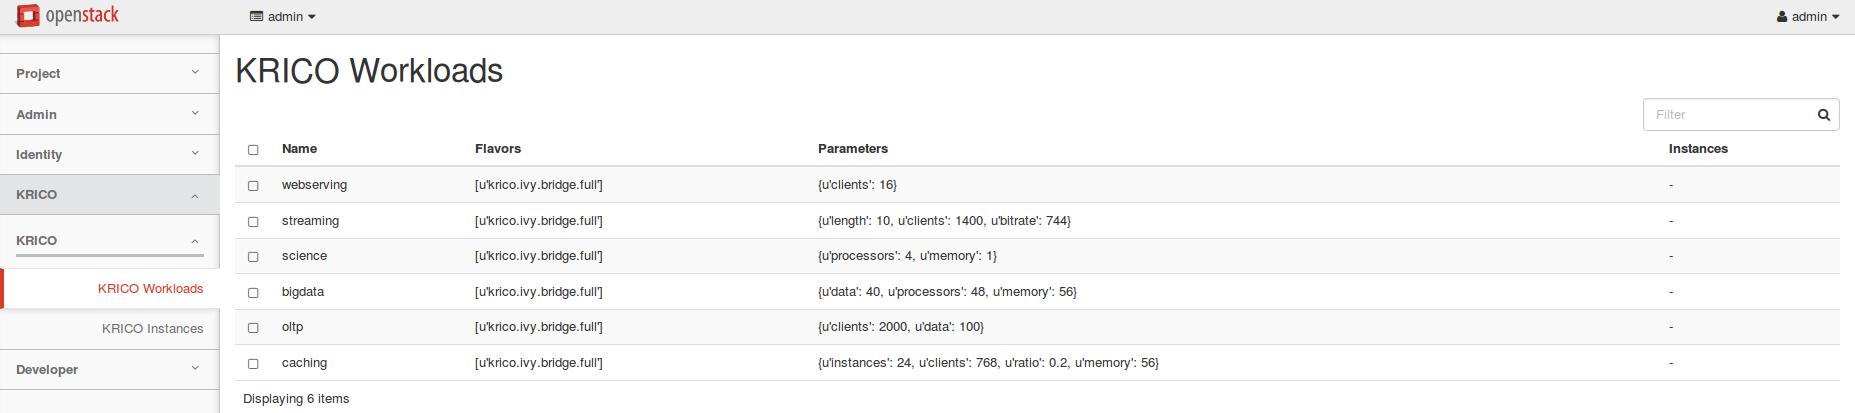 openstack admin admin
KRICO Workloads
Project
Admin
Identity
KRICO
KRICO
KRICO Workloads
KRICO Instances
Developer
Filter
Name Flavors Parameters Instances
webserving [u'krico.ivy.bridge.full'] {u'clients': 16} -
streaming [u'krico.ivy.bridge.full'] {u'length': 10, u'clients': 1400, u'bitrate': 744} -
science [u'krico.ivy.bridge.full'] {u'processors': 4, u'memory': 1} -
bigdata [u'krico.ivy.bridge.full'] {u'data': 40, u'processors': 48, u'memory': 56} -
oltp [u'krico.ivy.bridge.full'] {u'clients': 2000, u'data': 100} -
caching [u'krico.ivy.bridge.full'] {u'instances': 24, u'clients': 768, u'ratio': 0.2, u'memory': 56} -
Displaying 6 items